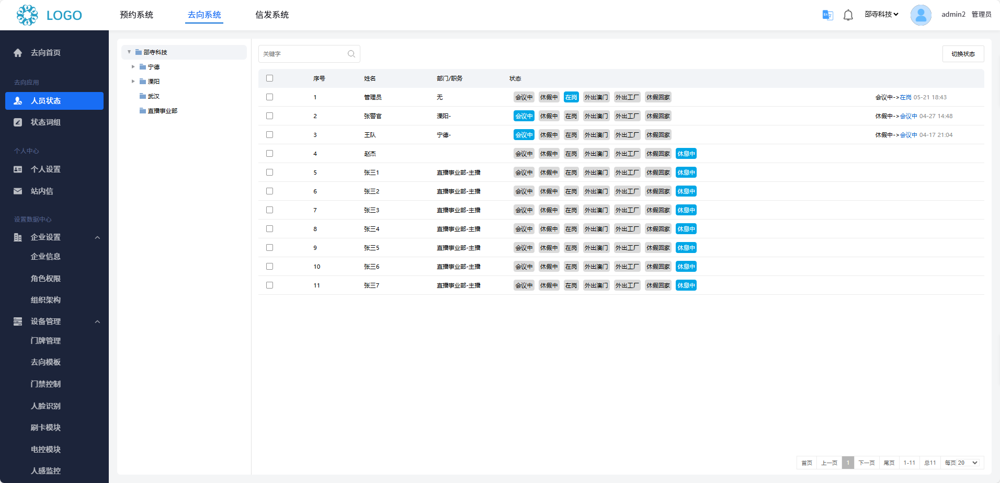 LOGO 预约系统 去向系统 信发系统 邵寺科技 admin2 管理员
去向首页
去向应用
人员状态
状态词组
个人中心
个人设置
站内信
设置数据中心
企业设置
企业信息
角色权限
组织架构
设备管理
门牌管理
去向模板
门禁控制
人脸识别
刷卡模块
电控模块
人感监控
邵寺科技
宁德
溧阳
武汉
直播事业部
关键字 切换状态
序号 姓名 部门/职务 状态
1 管理员 无 会议中 休假中 在岗 外出澳门 外出工厂 休假回家 会议中->在岗 05-21 18:43
2 张警官 溧阳- 会议中 休假中 在岗 外出澳门 外出工厂 休假回家 休假中->会议中 04-27 14:48
3 王队 宁德- 会议中 休假中 在岗 外出澳门 外出工厂 休假回家 休假中->会议中 04-17 21:04
4 赵杰 会议中 休假中 在岗 外出澳门 外出工厂 休假回家 休息中
5 张三1 直播事业部-主播 会议中 休假中 在岗 外出澳门 外出工厂 休假回家 休息中
6 张三2 直播事业部-主播 会议中 休假中 在岗 外出澳门 外出工厂 休假回家 休息中
7 张三3 直播事业部-主播 会议中 休假中 在岗 外出澳门 外出工厂 休假回家 休息中
8 张三4 直播事业部-主播 会议中 休假中 在岗 外出澳门 外出工厂 休假回家 休息中
9 张三5 直播事业部-主播 会议中 休假中 在岗 外出澳门 外出工厂 休假回家 休息中
10 张三6 直播事业部-主播 会议中 休假中 在岗 外出澳门 外出工厂 休假回家 休息中
11 张三7 直播事业部-主播 会议中 休假中 在岗 外出澳门 外出工厂 休假回家 休息中
首页 上一页 1 下一页 尾页 1-11 总11 每页 20